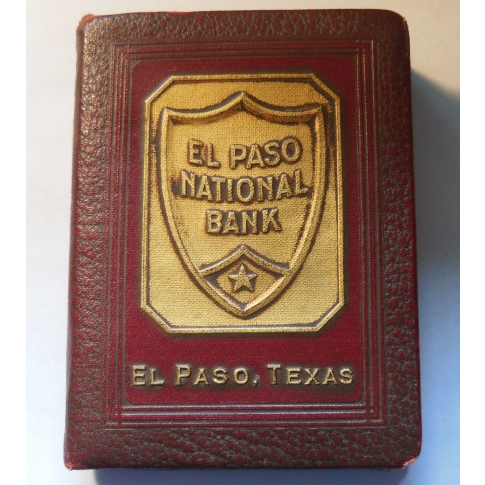 EL PASO
NATIONAL
BANK
EL PASO, TEXAS